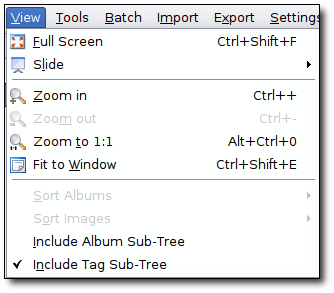 View Tools Batch Import Export Settings
Full Screen Ctrl+Shift+F
Slide
Zoom in Ctrl++
Zoom out Ctrl+-
Zoom to 1:1 Alt+Ctrl+0
Fit to Window Ctrl+Shift+E
Sort Albums
Sort Images
Include Album Sub-Tree
Include Tag Sub-Tree